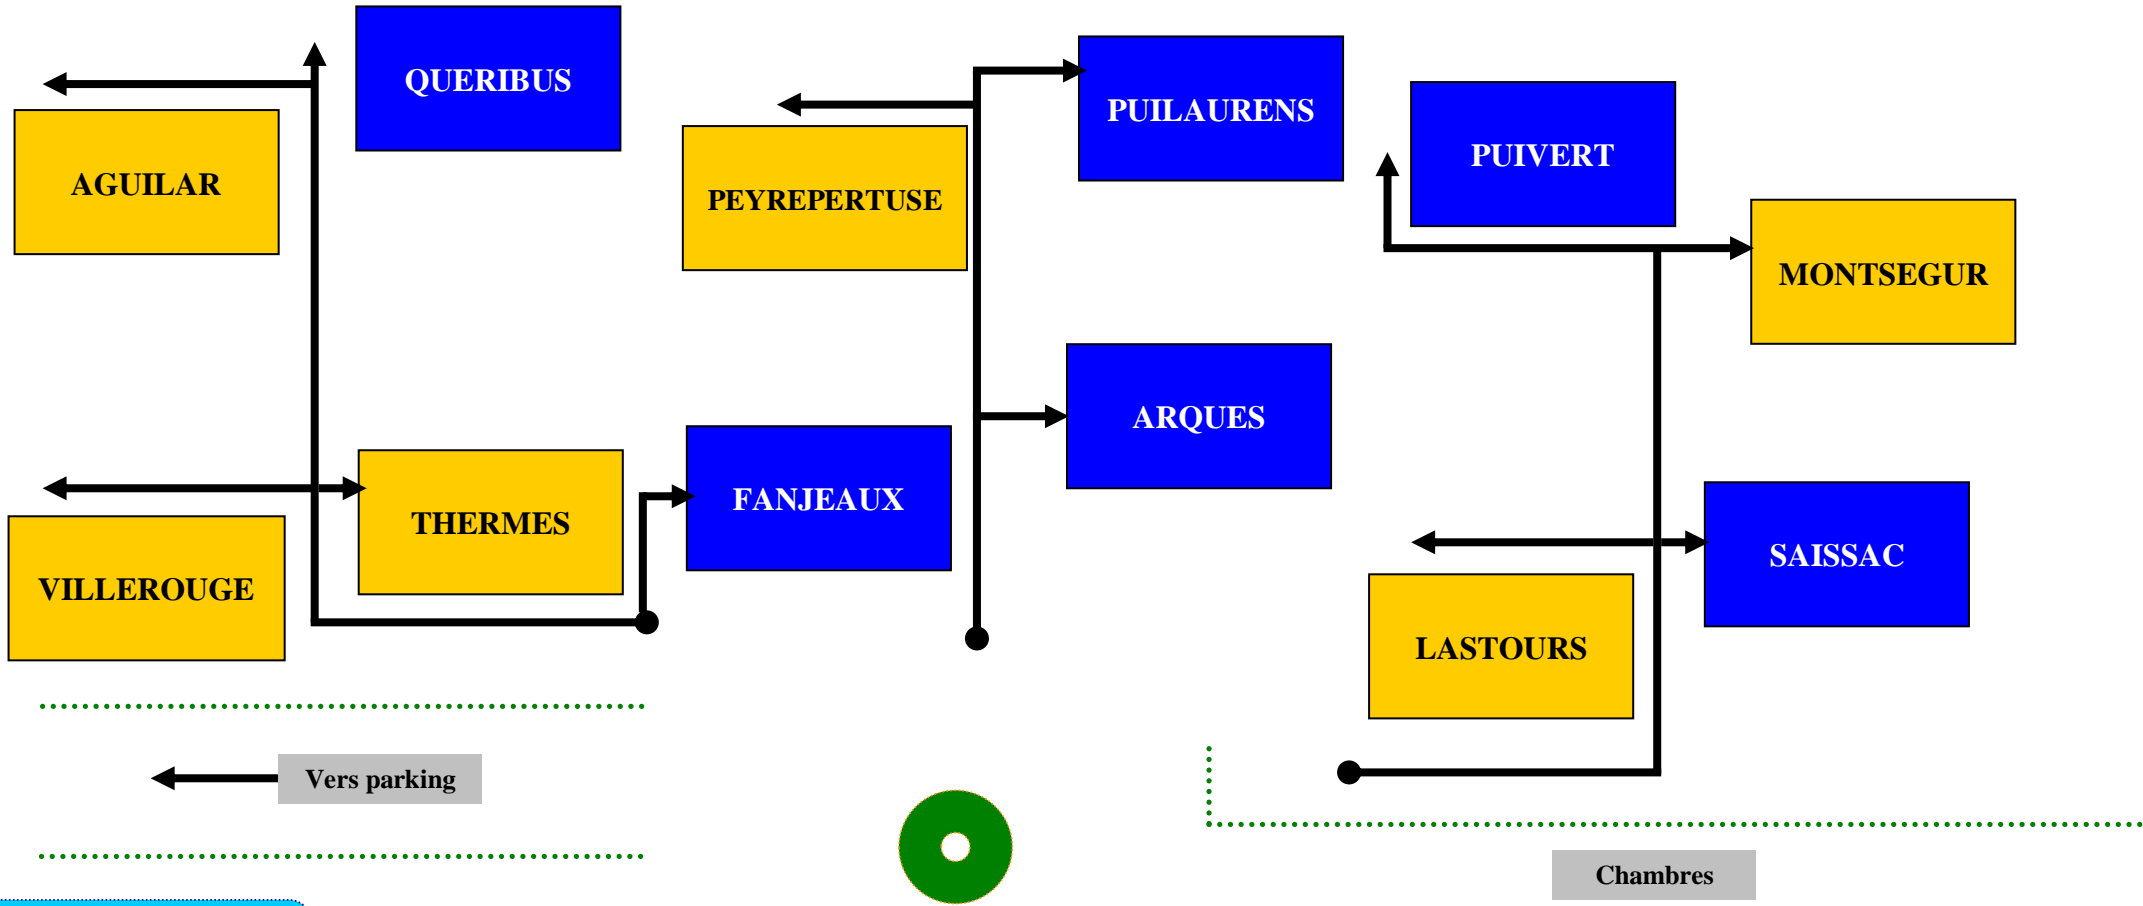 QUERIBUS
PUILAURENS
PUIVERT
AGUILAR
PEYREPERTUSE
MONTSEGUR
ARQUES
FANJEAUX
THERMES
SAISSAC
VILLEROUGE
LASTOURS
Vers parking
Chambres